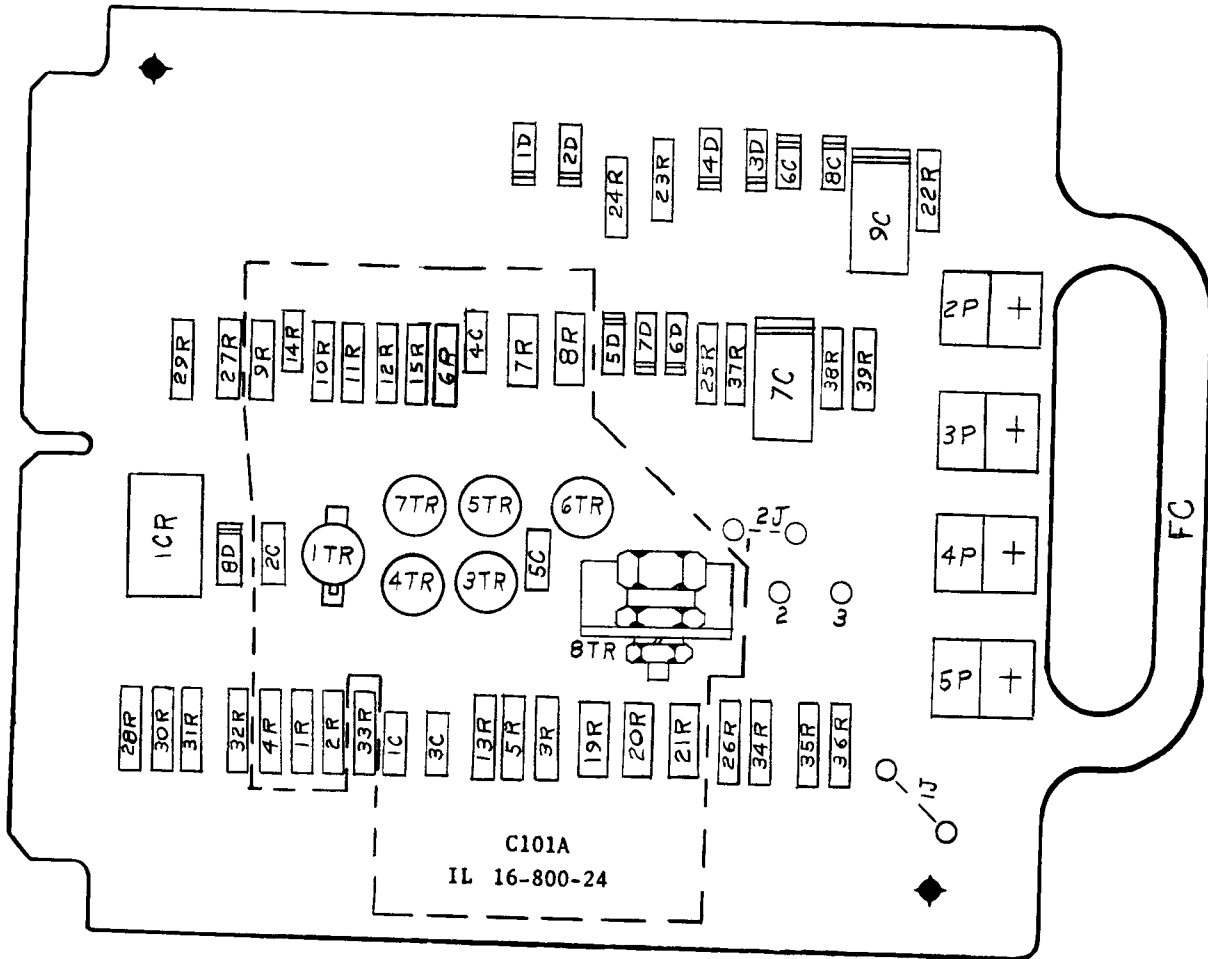 1D
2D
24R
23R
4D
3D
6C
8C
9C
22R
2P +
29R
27R
9R
14R
10R
11R
12R
15R
6R
4C
7R
8R
5D
7D
6D
25R
37R
7C
38R
39R
3P +
1CR
8D
2C
1TR
7TR
5TR
6TR
4TR
3TR
5C
8TR
2J
1
2
3
4P +
FC
5P +
28R
30R
31R
32R
4R
1R
2R
33R
1C
3C
13R
5R
3R
19R
20R
21R
26R
34R
35R
36R
1J
C101A
IL 16-800-24